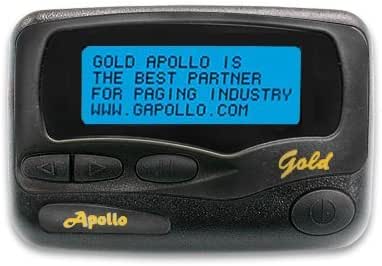 GOLD APOLLO IS
THE BEST PARTNER
FOR PAGING INDUSTRY
WWW.GAPOLLO.COM
Gold
Apollo